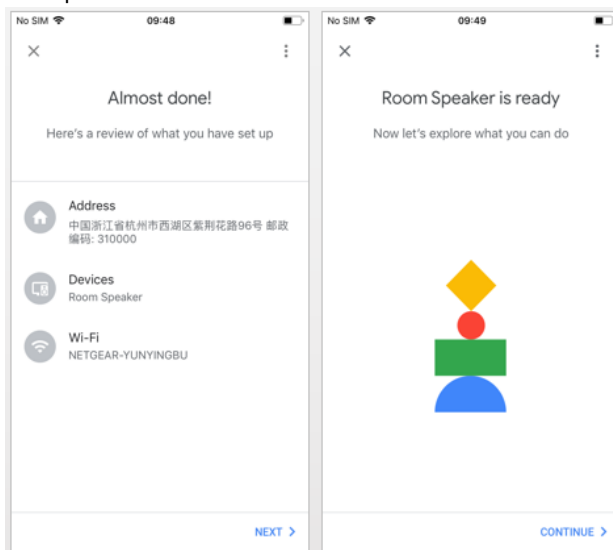 No SIM 09:48
Almost done!
Here's a review of what you have set up
Address
中国浙江省杭州市西湖区紫荆花路96号 邮政
编码: 310000
Devices
Room Speaker
Wi-Fi
NETGEAR-YUNYINGBU
NEXT >
No SIM 09:49
Room Speaker is ready
Now let's explore what you can do
CONTINUE >